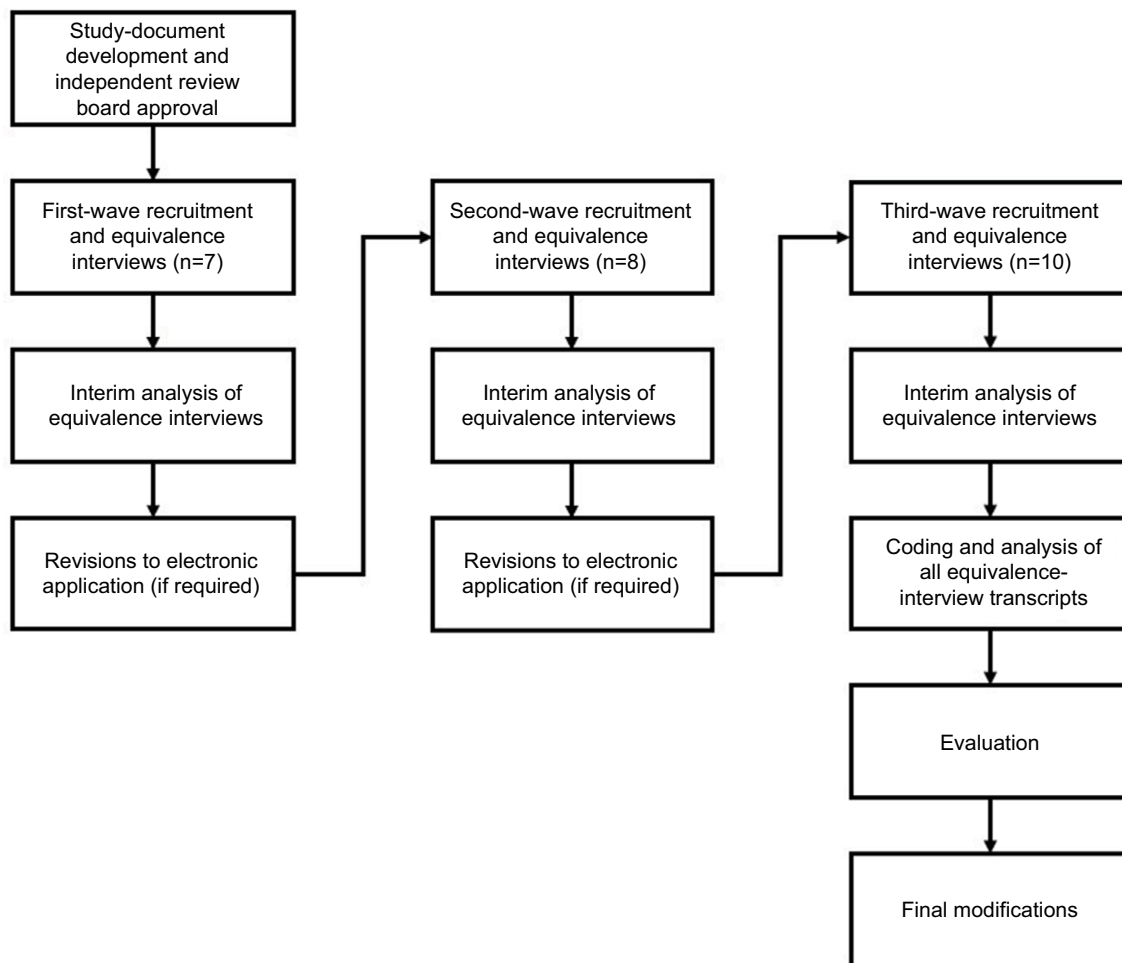 Study-document
development and
independent review
board approval
First-wave recruitment
and equivalence
interviews (n=7)
Interim analysis of
equivalence interviews
Revisions to electronic
application (if required)
Second-wave recruitment
and equivalence
interviews (n=8)
Interim analysis of
equivalence interviews
Revisions to electronic
application (if required)
Third-wave recruitment
and equivalence
interviews (n=10)
Interim analysis of
equivalence interviews
Coding and analysis of
all equivalence-
interview transcripts
Evaluation
Final modifications